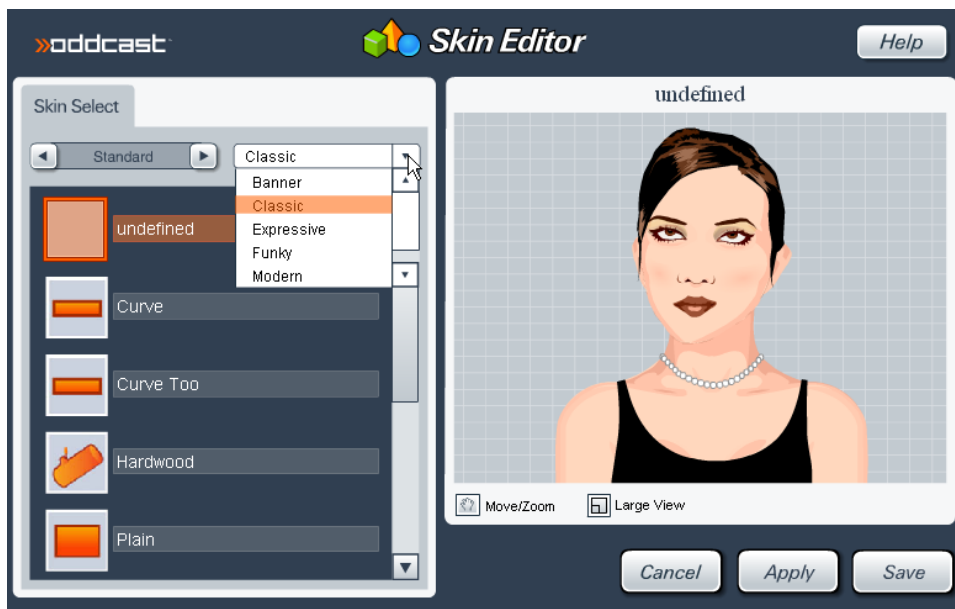 »oddcast
Skin Editor
Help
Skin Select
Standard
Classic
Banner
Classic
Expressive
Funky
Modern
undefined
Curve
Curve Too
Hardwood
Plain
undefined
Move/Zoom
Large View
Cancel
Apply
Save